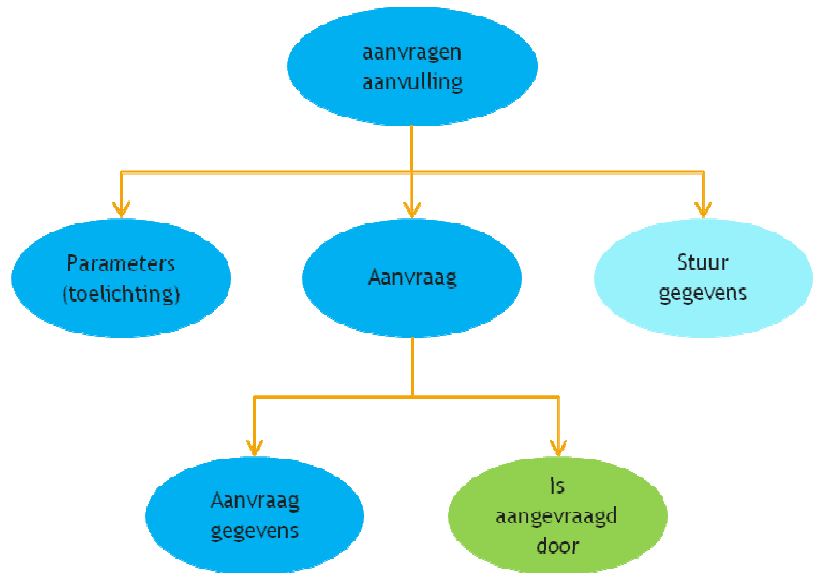 aanvragen
aanvulling
Parameters
(toelichting)
Aanvraag
Stuur
gegevens
Aanvraag
gegevens
Is
aangevraagd
door